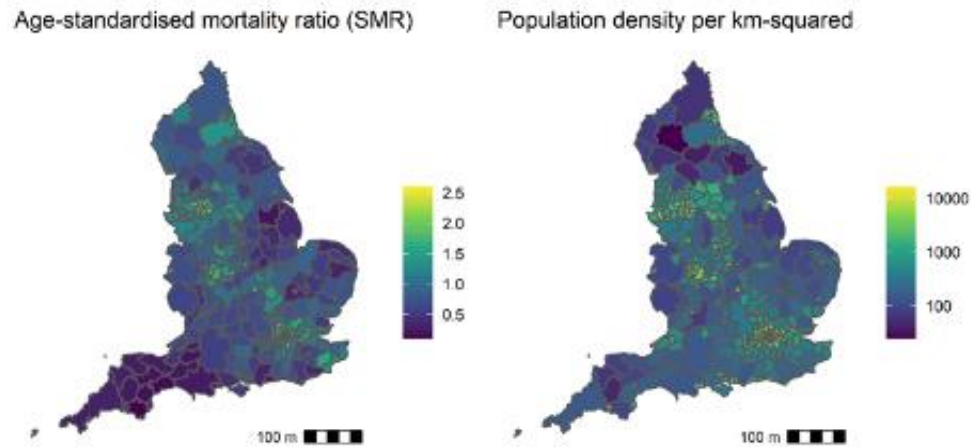 Age-standardised mortality ratio (SMR)
Population density per km-squared
2.5
2.0
1.5
1.0
0.5
10000
1000
100
100 m
100 m